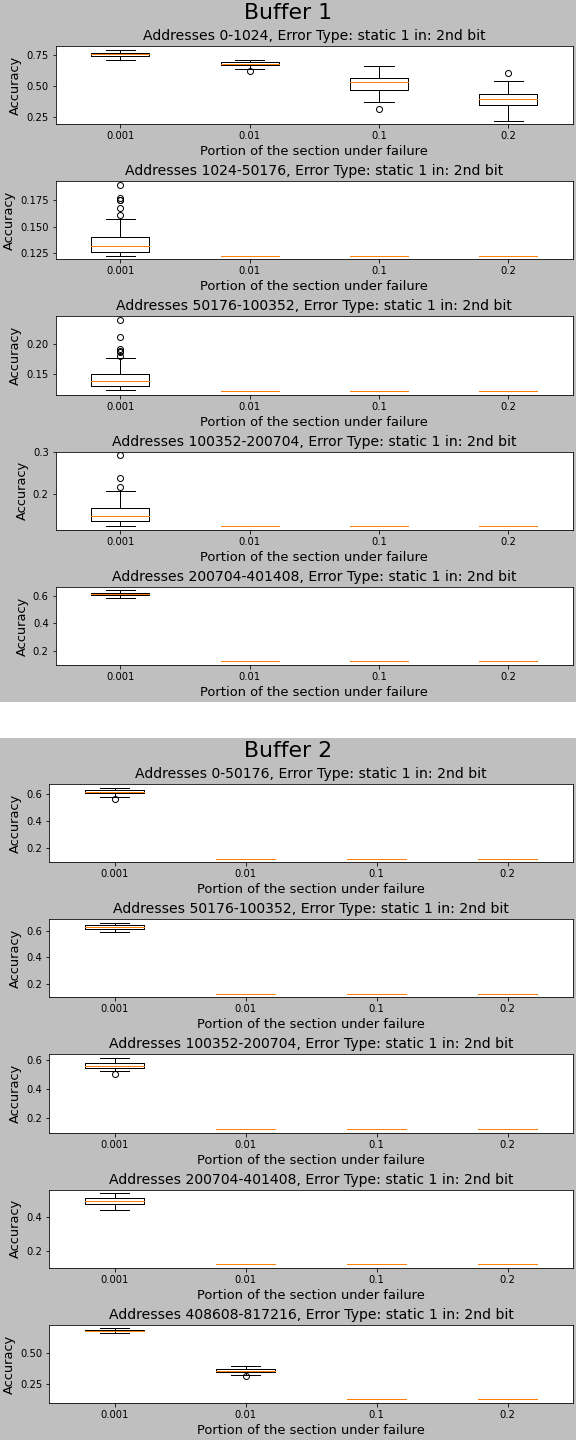 Buffer 1
Addresses 0-1024, Error Type: static 1 in: 2nd bit
0.75
0.50
0.25
Accuracy
0.001 0.01 0.1 0.2
Portion of the section under failure
Addresses 1024-50176, Error Type: static 1 in: 2nd bit
0.175
0.150
0.125
Accuracy
0.001 0.01 0.1 0.2
Portion of the section under failure
Addresses 50176-100352, Error Type: static 1 in: 2nd bit
0.20
0.15
Accuracy
0.001 0.01 0.1 0.2
Portion of the section under failure
Addresses 100352-200704, Error Type: static 1 in: 2nd bit
0.3
0.2
Accuracy
0.001 0.01 0.1 0.2
Portion of the section under failure
Addresses 200704-401408, Error Type: static 1 in: 2nd bit
0.6
0.4
0.2
Accuracy
0.001 0.01 0.1 0.2
Portion of the section under failure
Buffer 2
Addresses 0-50176, Error Type: static 1 in: 2nd bit
0.6
0.4
0.2
Accuracy
0.001 0.01 0.1 0.2
Portion of the section under failure
Addresses 50176-100352, Error Type: static 1 in: 2nd bit
0.6
0.4
0.2
Accuracy
0.001 0.01 0.1 0.2
Portion of the section under failure
Addresses 100352-200704, Error Type: static 1 in: 2nd bit
0.6
0.4
0.2
Accuracy
0.001 0.01 0.1 0.2
Portion of the section under failure
Addresses 200704-401408, Error Type: static 1 in: 2nd bit
0.4
0.2
Accuracy
0.001 0.01 0.1 0.2
Portion of the section under failure
Addresses 408608-817216, Error Type: static 1 in: 2nd bit
0.50
0.25
Accuracy
0.001 0.01 0.1 0.2
Portion of the section under failure